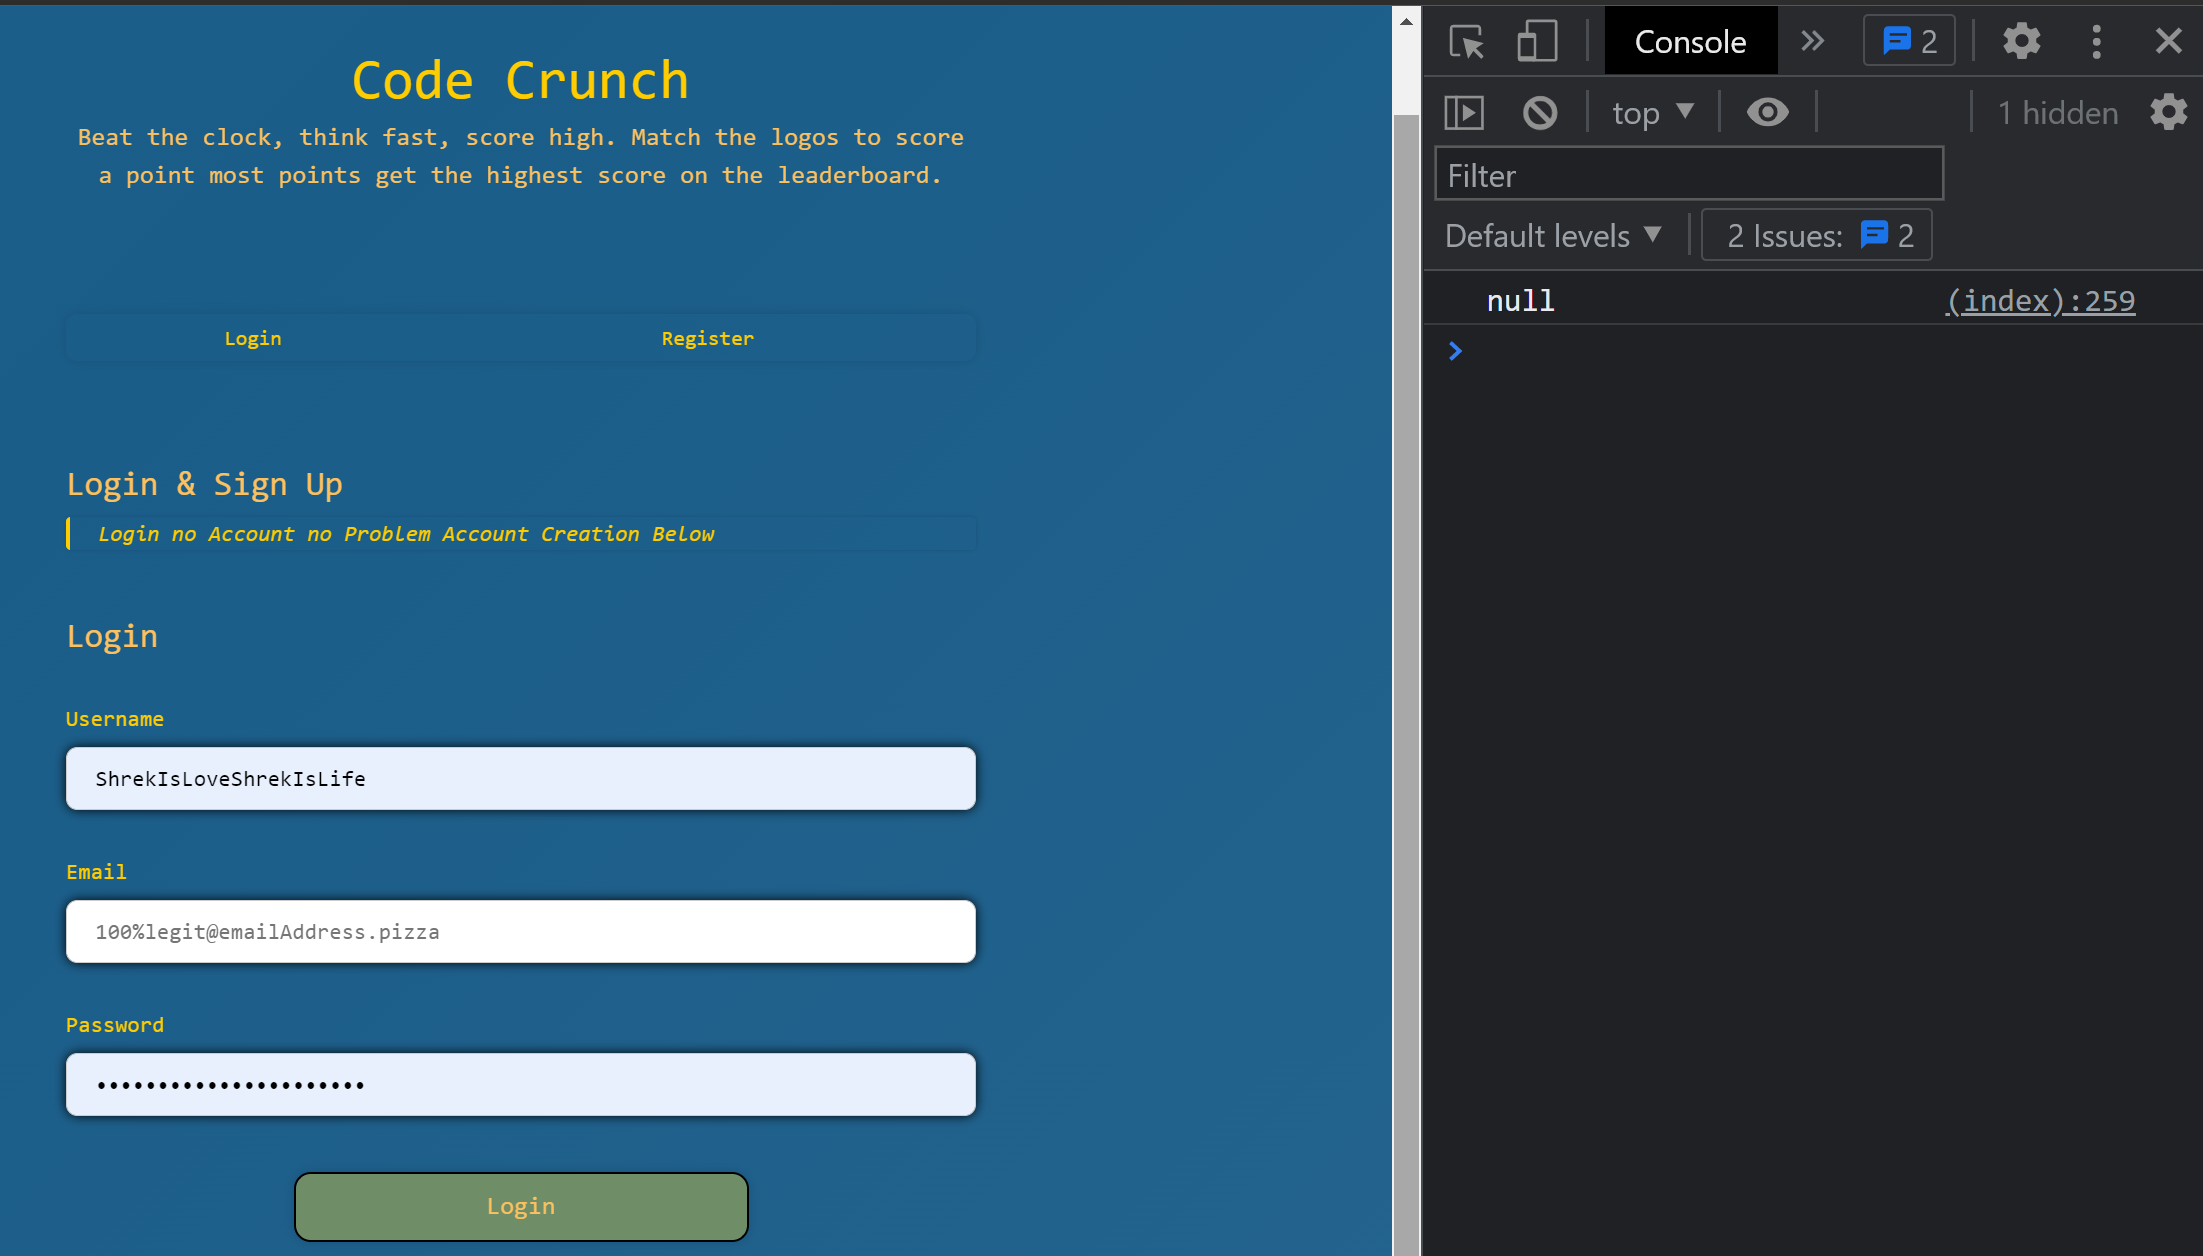 Code Crunch
Beat the clock, think fast, score high. Match the logos to score
a point most points get the highest score on the leaderboard.
Login
Register
Login & Sign Up
Login no Account no Problem Account Creation Below
Login
Username
ShrekIsLoveShrekIsLife
Email
100%legit@emailAddress.pizza
Password
••••••••••••••••••••••
Login
Console
2
top
1 hidden
Filter
Default levels
2 Issues:
2
null
(index):259